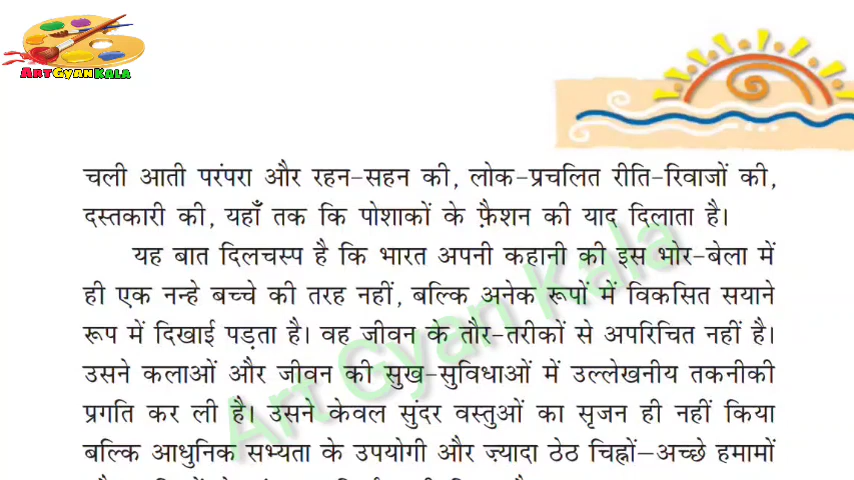 ArtGyanKala
चली आती परंपरा और रहन-सहन की, लोक-प्रचलित रीति-रिवाजों की,
दस्तकारी की, यहाँ तक कि पोशाकों के फ़ैशन की याद दिलाता है।
यह बात दिलचस्प है कि भारत अपनी कहानी की इस भोर-बेला में
ही एक नन्हे बच्चे की तरह नहीं, बल्कि अनेक रूपों में विकसित सयाने
रूप में दिखाई पड़ता है। वह जीवन के तौर-तरीकों से अपरिचित नहीं है।
उसने कलाओं और जीवन की सुख-सुविधाओं में उल्लेखनीय तकनीकी
प्रगति कर ली है। उसने केवल सुंदर वस्तुओं का सृजन ही नहीं किया
बल्कि आधुनिक सभ्यता के उपयोगी और ज़्यादा ठेठ चिह्नों–अच्छे हमामों
Art Gyan Kala